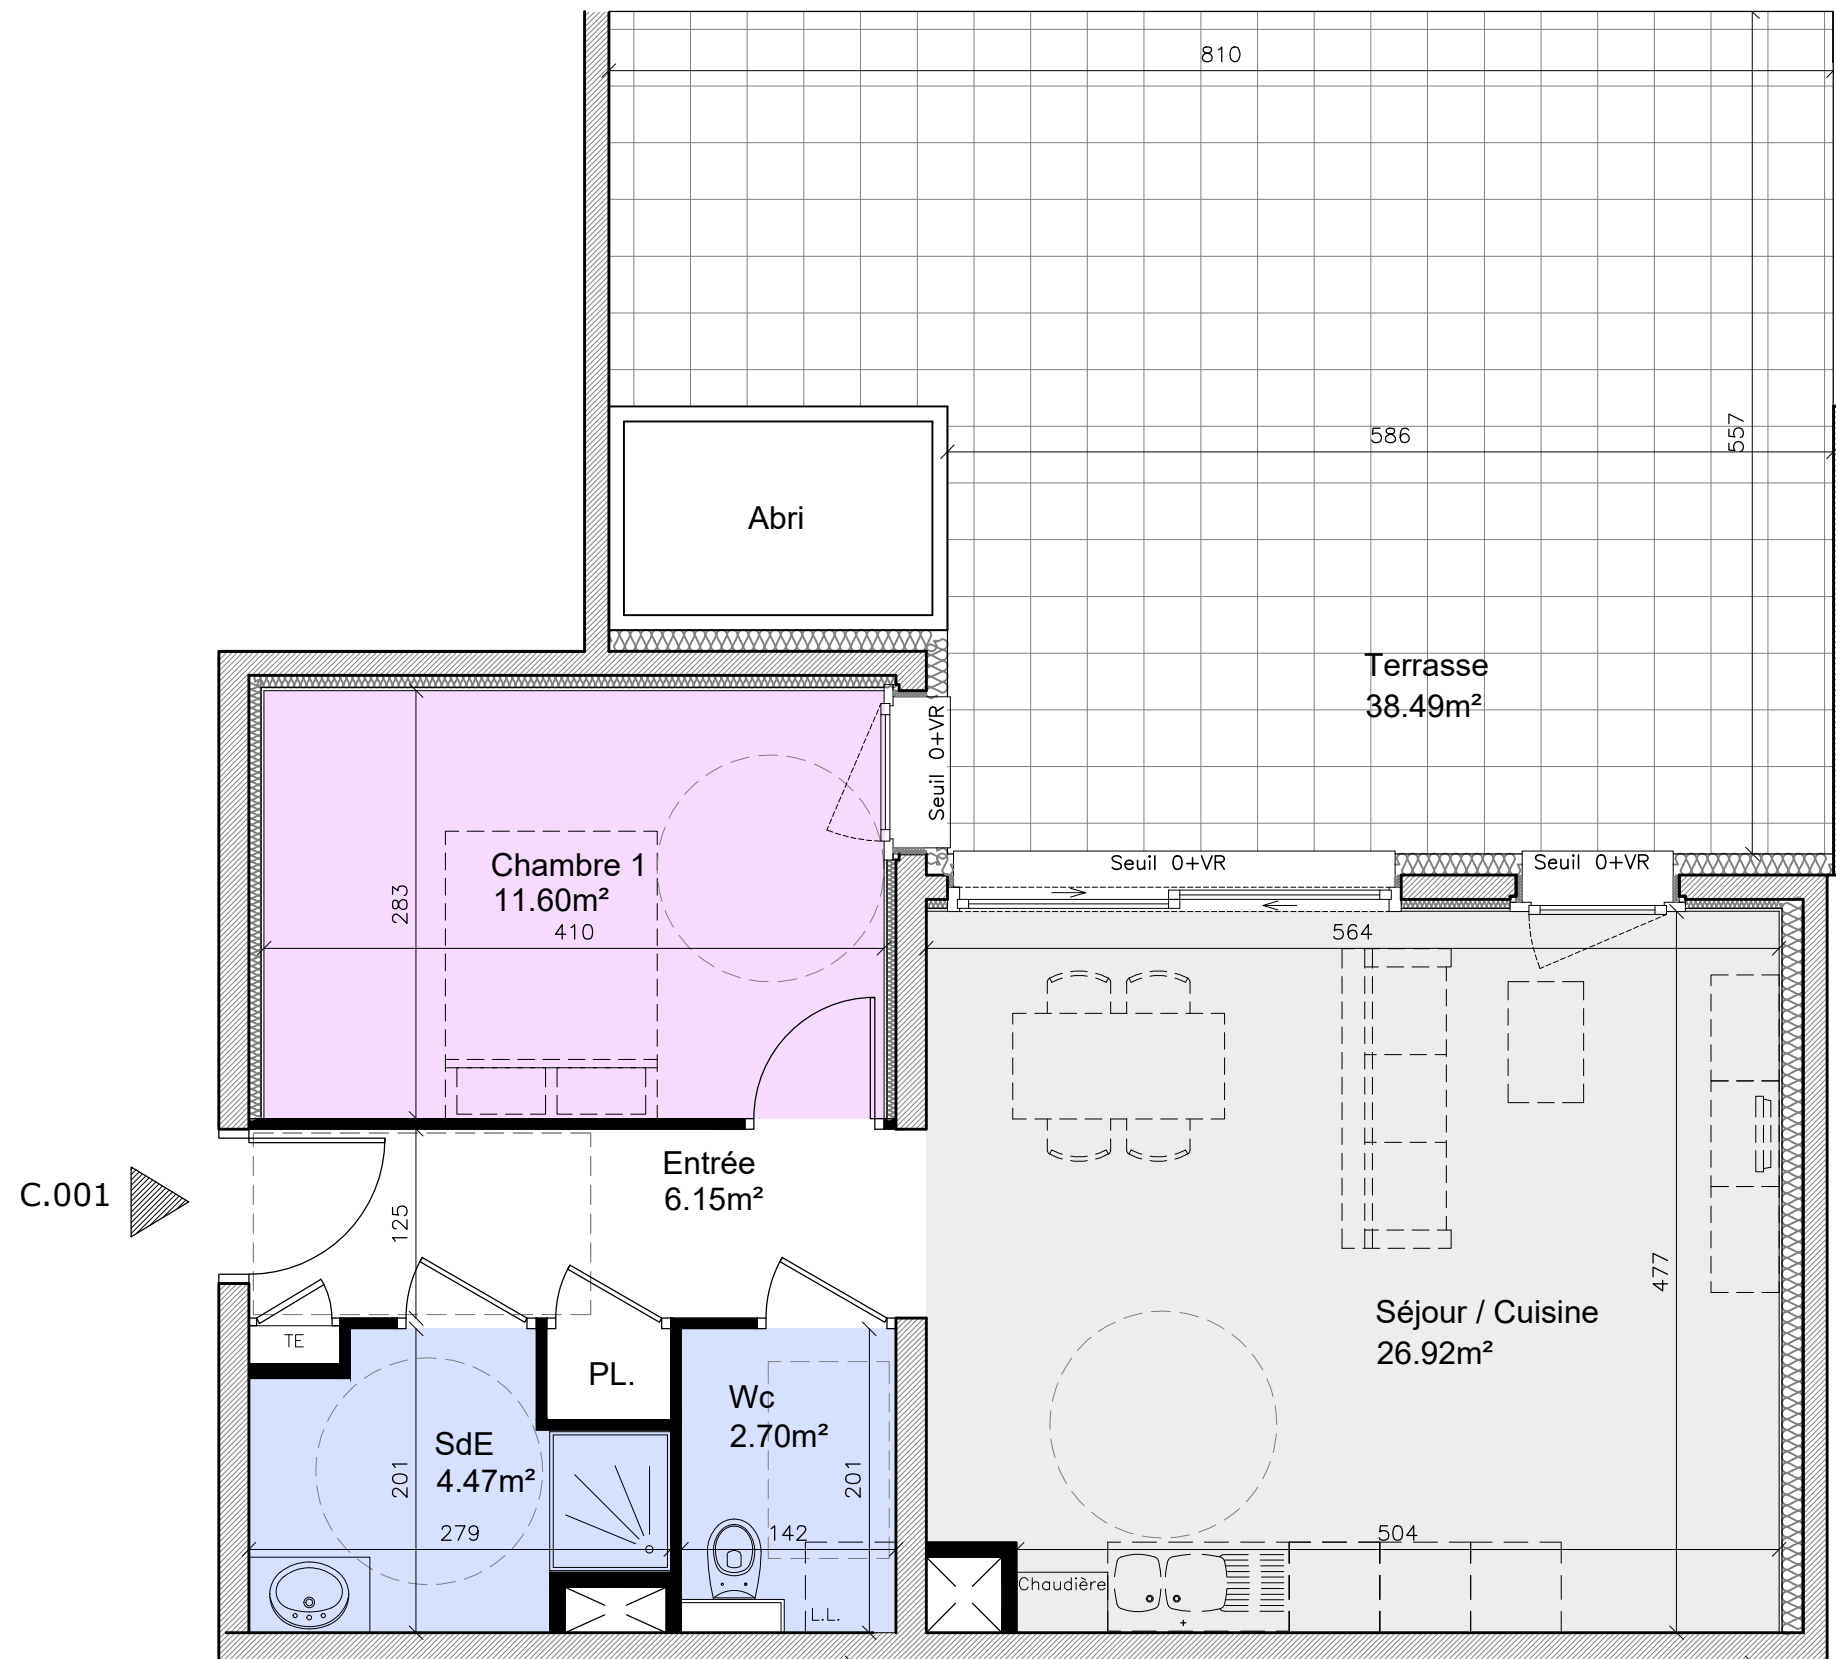 810
586
557
Abri
Terrasse
38.49m²
Seuil 0+VR
Seuil 0+VR
Seuil 0+VR
Chambre 1
11.60m²
283
410
564
Entrée
6.15m²
C.001
125
477
Séjour / Cuisine
26.92m²
TE
PL.
Wc
2.70m²
SdE
4.47m²
201
201
279
142
504
Chaudière
L.L.